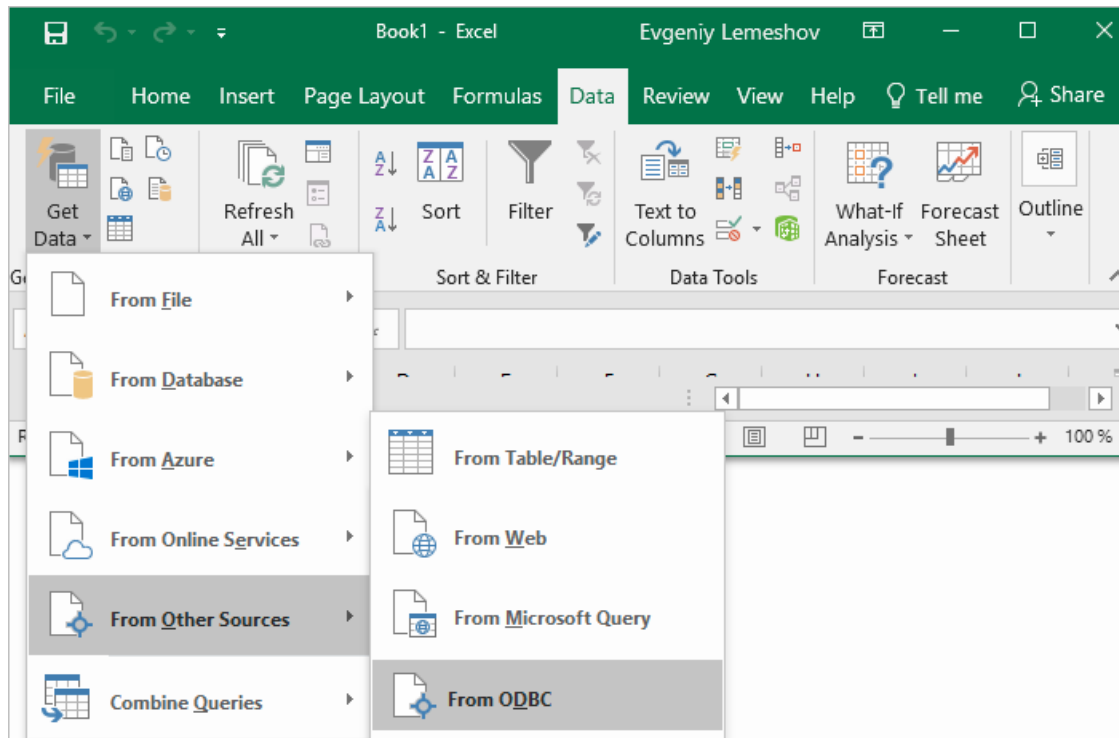 Book1 - Excel
Evgeniy Lemeshov
File Home Insert Page Layout Formulas Data Review View Help Tell me Share
Get Data
Refresh All
Sort
Filter
Text to Columns
What-If Analysis
Forecast Sheet
Outline
Sort & Filter
Data Tools
Forecast
From File
From Database
From Azure
From Online Services
From Other Sources
Combine Queries
From Table/Range
From Web
From Microsoft Query
From ODBC
100 %